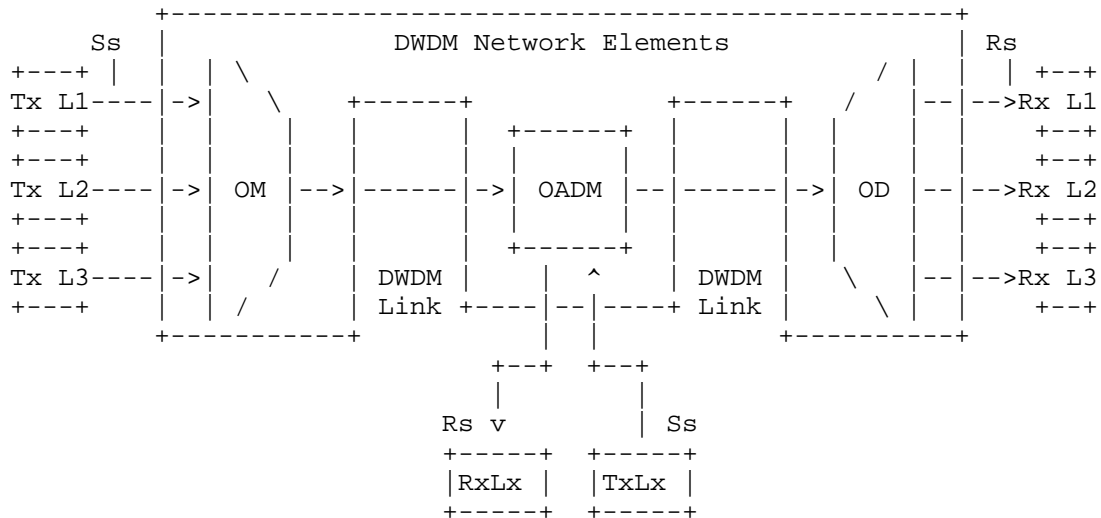 DWDM Network Elements
Ss Rs
Tx L1 Rx L1
Tx L2 OM OADM OD Rx L2
Tx L3 DWDM DWDM Rx L3
Link Link
Rs v Ss
RxLx TxLx